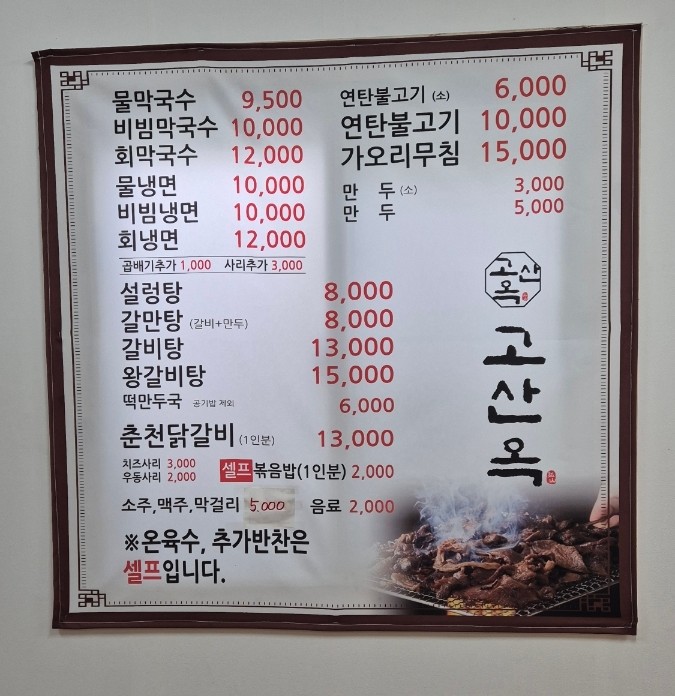 물막국수 9,500
비빔막국수 10,000
회막국수 12,000
물냉면 10,000
비빔냉면 10,000
회냉면 12,000
곱배기추가 1,000 사리추가 3,000
설렁탕 8,000
갈만탕 (갈비+만두) 8,000
갈비탕 13,000
왕갈비탕 15,000
떡만두국 공기밥 제외 6,000
춘천닭갈비 (1인분) 13,000
치즈사리 3,000
우동사리 2,000
셀프 볶음밥(1인분) 2,000
소주,맥주,막걸리 5,000 음료 2,000
※온육수, 추가반찬은
셀프입니다.
연탄불고기 (소) 6,000
연탄불고기 10,000
가오리무침 15,000
만 두 (소) 3,000
만 두 5,000
고산옥
고산옥